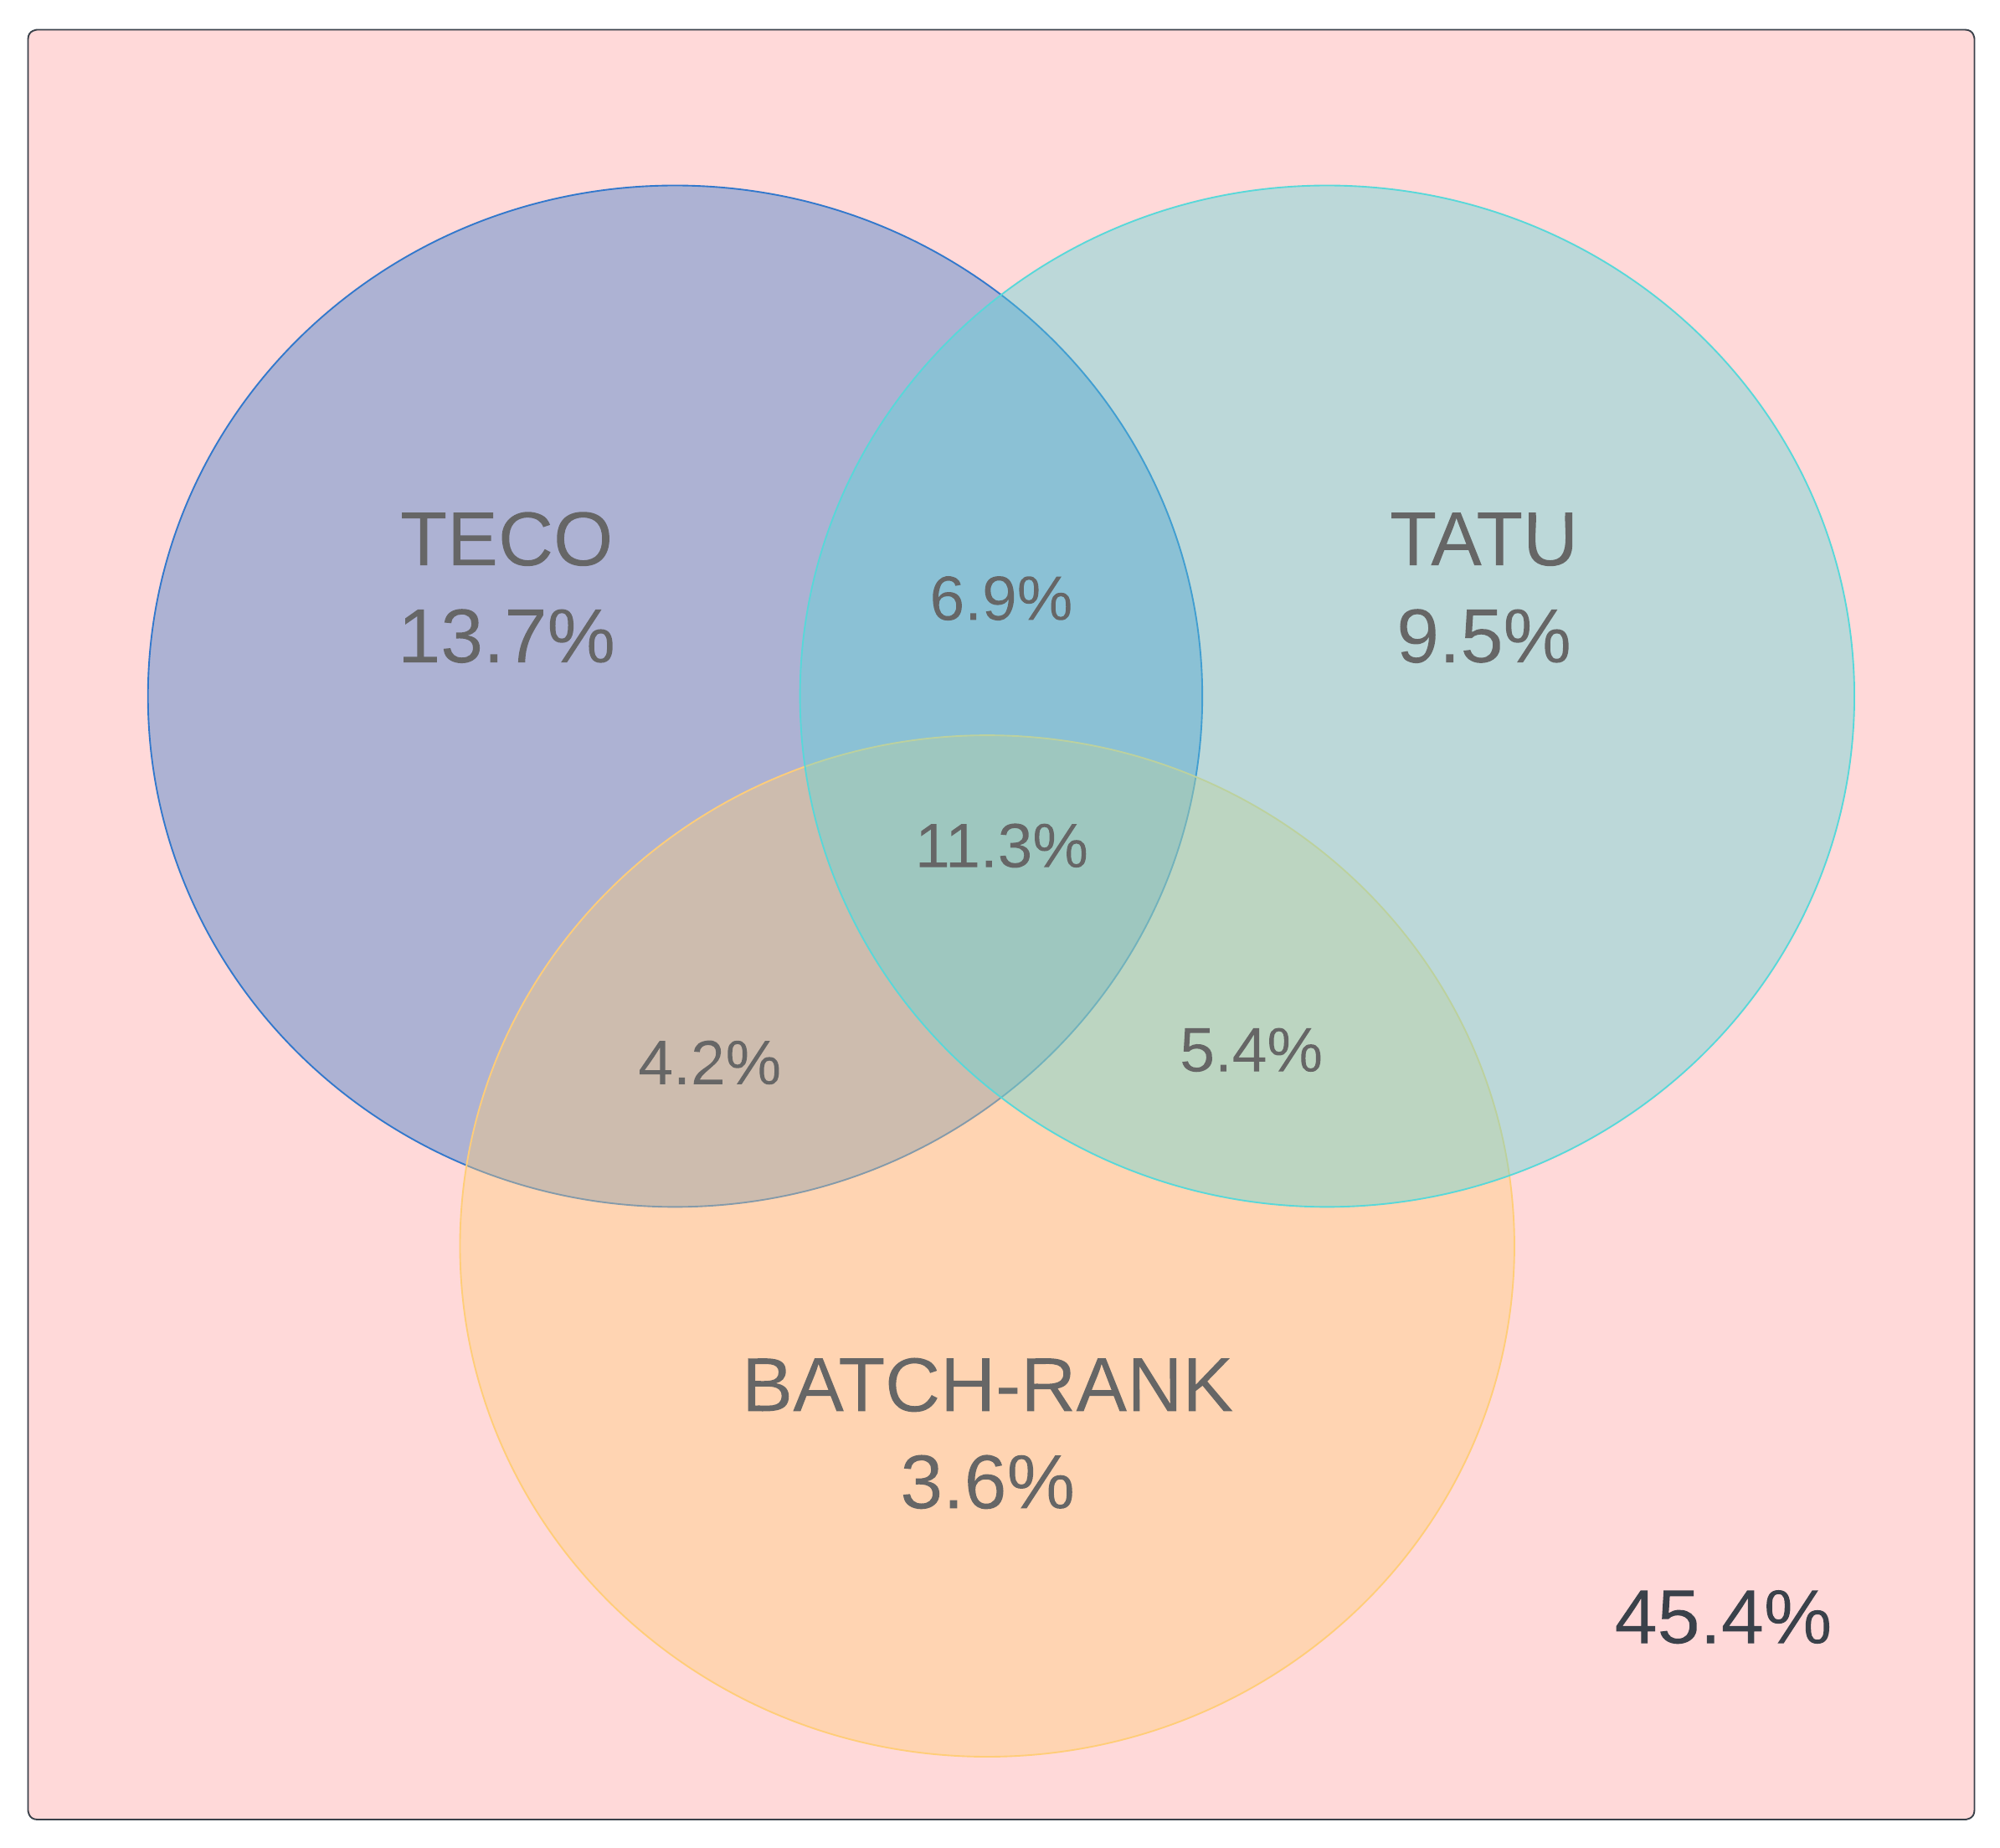 TECO
13.7%
TATU
9.5%
6.9%
11.3%
4.2%
5.4%
BATCH-RANK
3.6%
45.4%